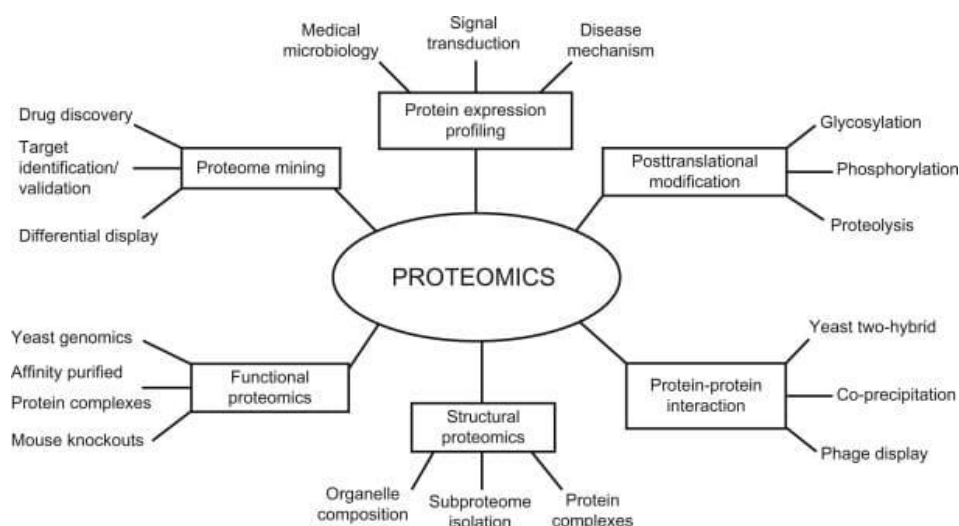 Medical
microbiology
Signal
transduction
Disease
mechanism
Protein expression
profiling
Drug discovery
Target
identification/
validation
Differential display
Proteome mining
Posttranslational
modification
Glycosylation
Phosphorylation
Proteolysis
PROTEOMICS
Yeast genomics
Affinity purified
Protein complexes
Mouse knockouts
Functional
proteomics
Structural
proteomics
Organelle
composition
Subproteome
isolation
Protein
complexes
Protein-protein
interaction
Yeast two-hybrid
Co-precipitation
Phage display